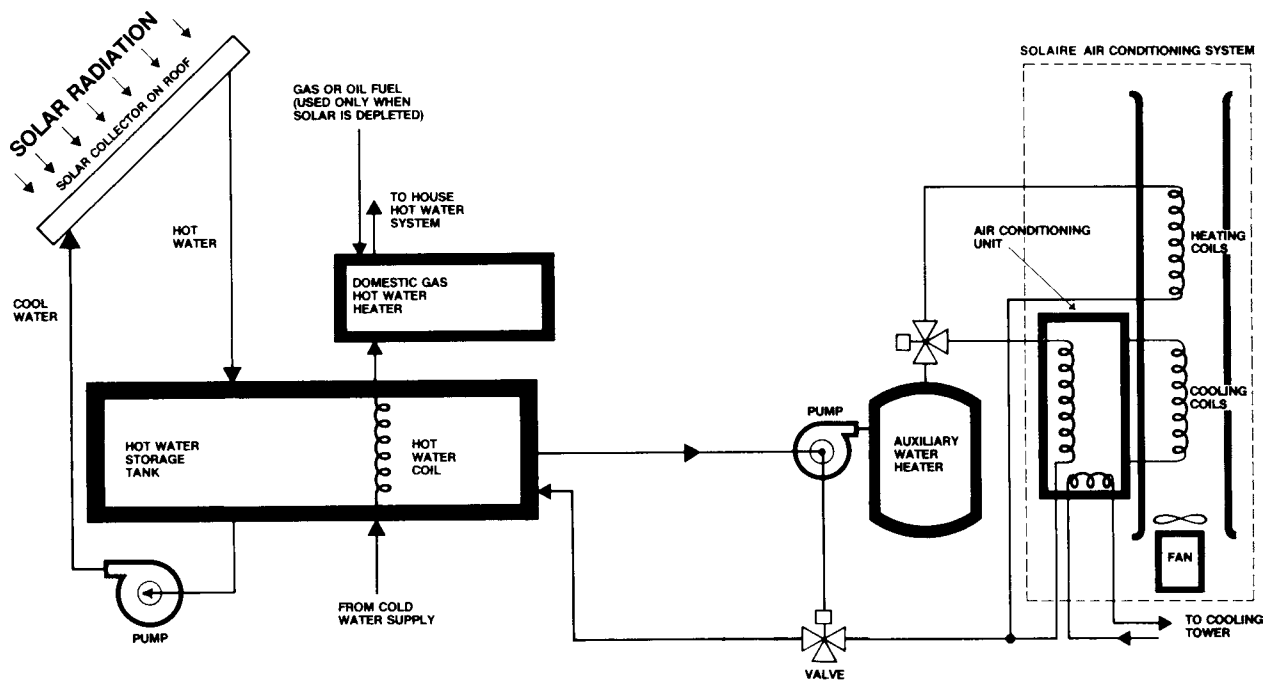 SOLAR RADIATION
SOLAR COLLECTOR ON ROOF
COOL
WATER
HOT
WATER
GAS OR OIL FUEL
(USED ONLY WHEN
SOLAR IS DEPLETED)
TO HOUSE
HOT WATER
SYSTEM
DOMESTIC GAS
HOT WATER
HEATER
HOT WATER
STORAGE
TANK
HOT
WATER
COIL
PUMP
FROM COLD
WATER SUPPLY
PUMP
AUXILIARY
WATER
HEATER
VALVE
SOLAIRE AIR CONDITIONING SYSTEM
AIR CONDITIONING
UNIT
HEATING
COILS
COOLING
COILS
FAN
TO COOLING
TOWER